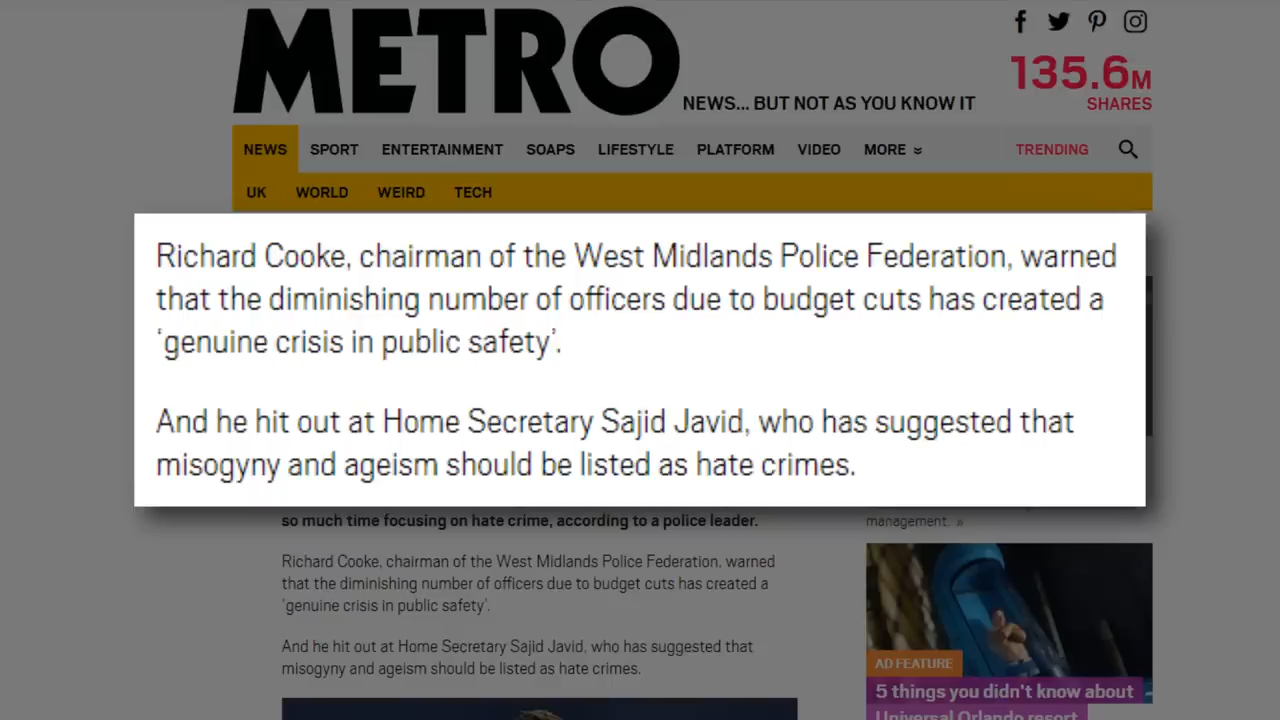 METRO
NEWS... BUT NOT AS YOU KNOW IT
135.6M
SHARES
NEWS SPORT ENTERTAINMENT SOAPS LIFESTYLE PLATFORM VIDEO MORE TRENDING
UK WORLD WEIRD TECH
Richard Cooke, chairman of the West Midlands Police Federation, warned
that the diminishing number of officers due to budget cuts has created a
‘genuine crisis in public safety’.
And he hit out at Home Secretary Sajid Javid, who has suggested that
misogyny and ageism should be listed as hate crimes.
so much time focusing on hate crime, according to a police leader.
Richard Cooke, chairman of the West Midlands Police Federation, warned
that the diminishing number of officers due to budget cuts has created a
‘genuine crisis in public safety’.
And he hit out at Home Secretary Sajid Javid, who has suggested that
misogyny and ageism should be listed as hate crimes.
management. »
AD FEATURE
5 things you didn't know about
Universal Orlando resort